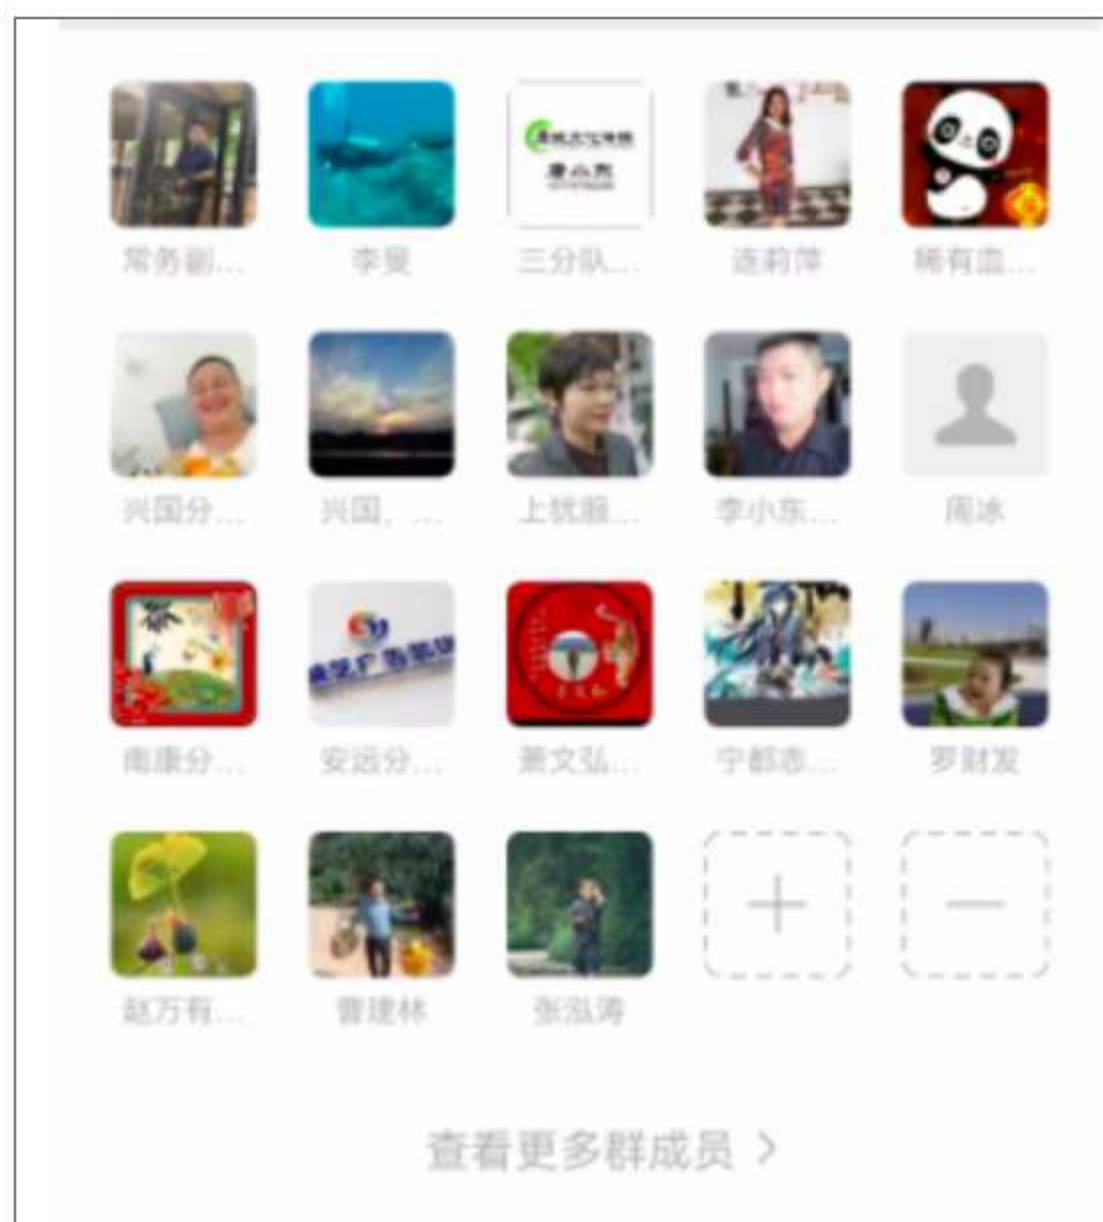 常务副... 李旻 三分队... 连莉萍 稀有血...
兴国分... 兴国，... 上犹服... 李小东... 周冰
南康分... 安远分... 萧文弘... 宁都志... 罗财发
赵万有... 曹建林 张泓涛
查看更多群成员 >